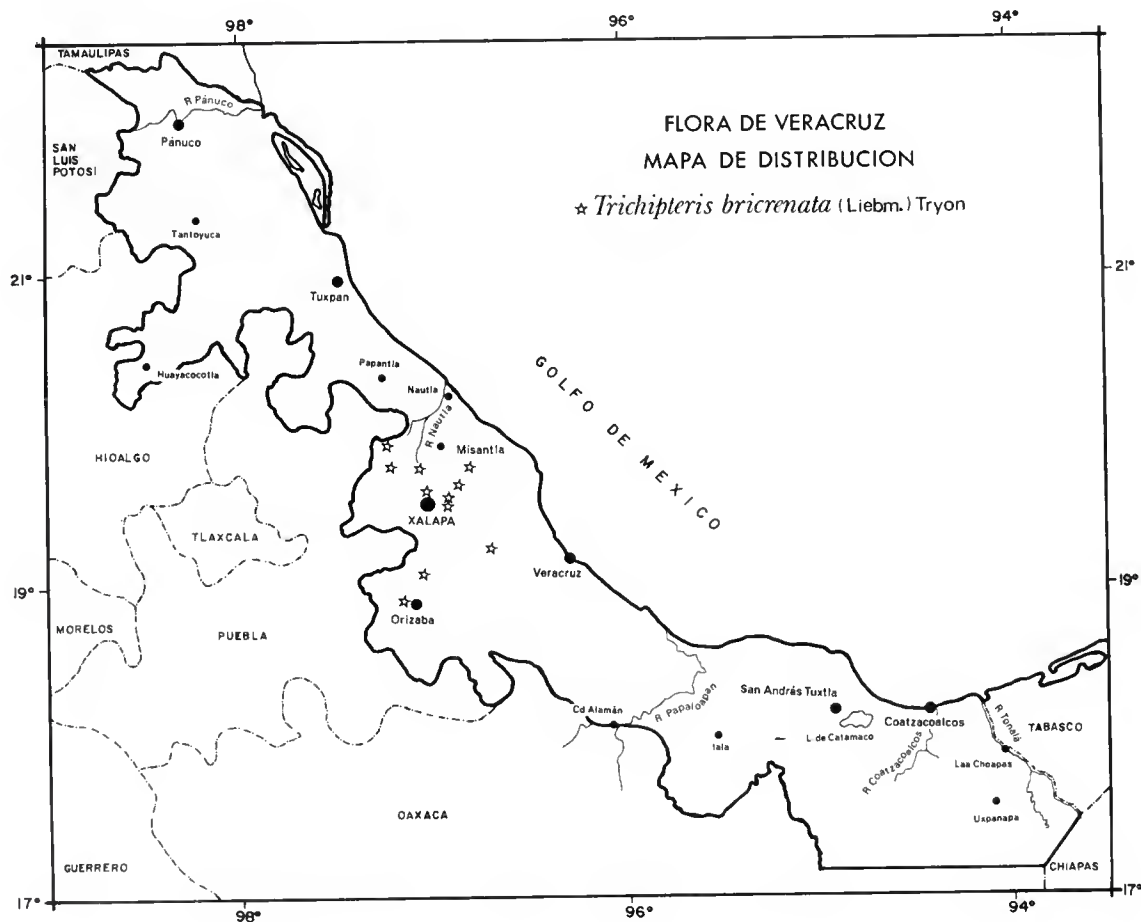 98°
96°
94°
TAMAULIPAS
R Pánuco
Pánuco
SAN
LUIS
POTOSÍ
FLORA DE VERACRUZ
MAPA DE DISTRIBUCION
Trichipteris bricrenata (Liebm.) Tryon
Tantoyuca
21°
21°
Tuxpan
Huayacocotla
Papantla
Nautla
R Nautla
GOLFO DE MEXICO
Misantla
HIDALGO
XALAPA
TLAXCALA
Veracruz
19°
19°
Orizaba
MORELOS
PUEBLA
San Andrés Tuxtla
Cd Alamán
R Papaloapan
Coatzacoalcos
R Tonalá
TABASCO
Isla
L. de Catamaco
R Coatzacoalcos
Las Choapas
Uxpanapa
OAXACA
GUERRERO
CHIAPAS
17°
17°
98°
96°
94°